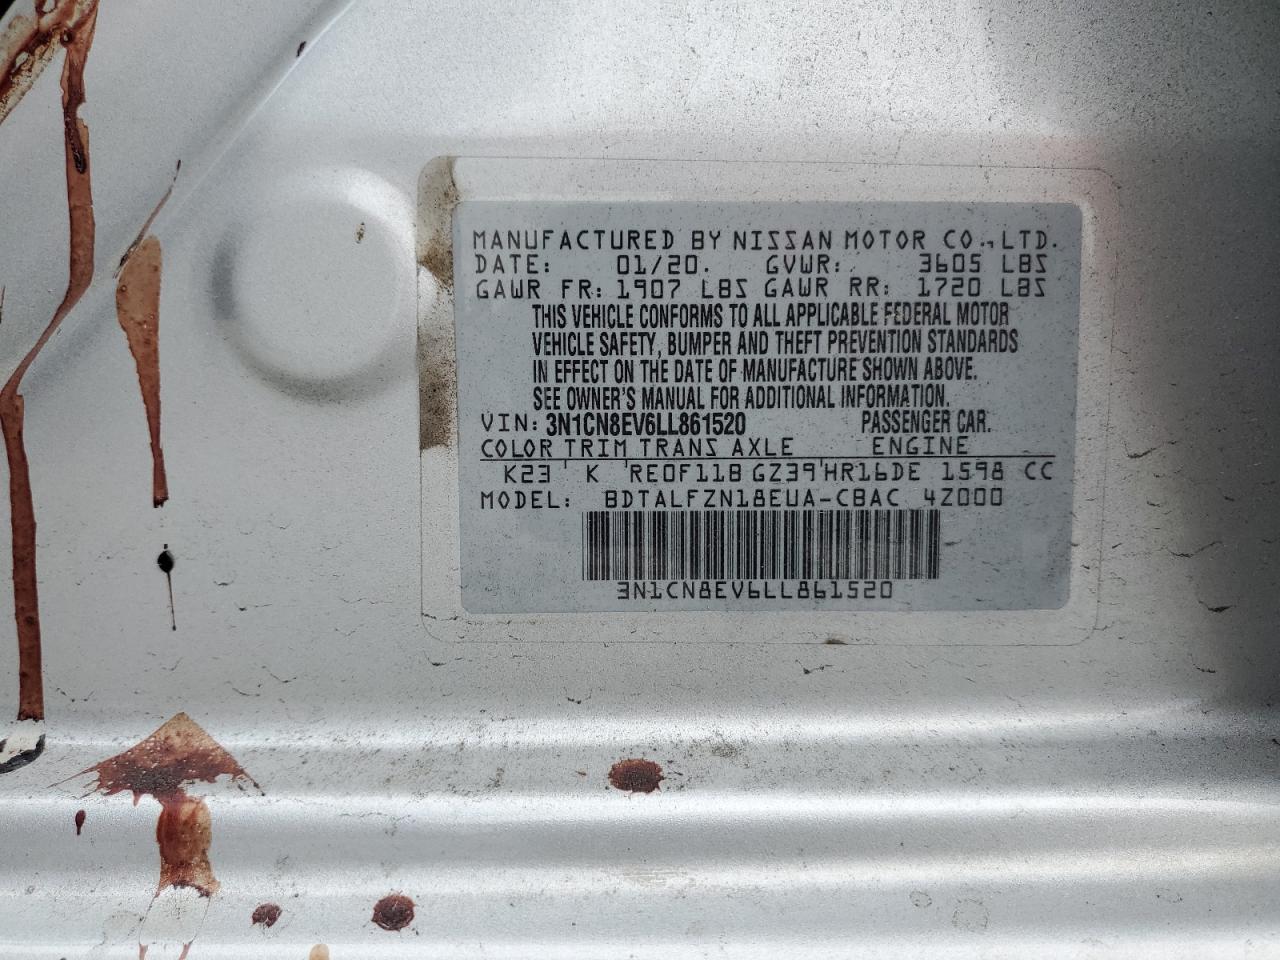 MANUFACTURED BY NISSAN MOTOR CO., LTD.
DATE: 01/20. GVWR: 3605 LBS
GAWR FR: 1907 LBS GAWR RR: 1720 LBS
THIS VEHICLE CONFORMS TO ALL APPLICABLE FEDERAL MOTOR
VEHICLE SAFETY, BUMPER AND THEFT PREVENTION STANDARDS
IN EFFECT ON THE DATE OF MANUFACTURE SHOWN ABOVE.
SEE OWNER'S MANUAL FOR ADDITIONAL INFORMATION.
VIN: 3N1CN8EV6LL861520 PASSENGER CAR.
COLOR TRIM TRANS AXLE ENGINE
K23 K RE0F11B GZ39 HR16DE 1598 CC
MODEL: BDTALFZN18EUA-CBAC 4Z000
3N1CN8EV6LL861520